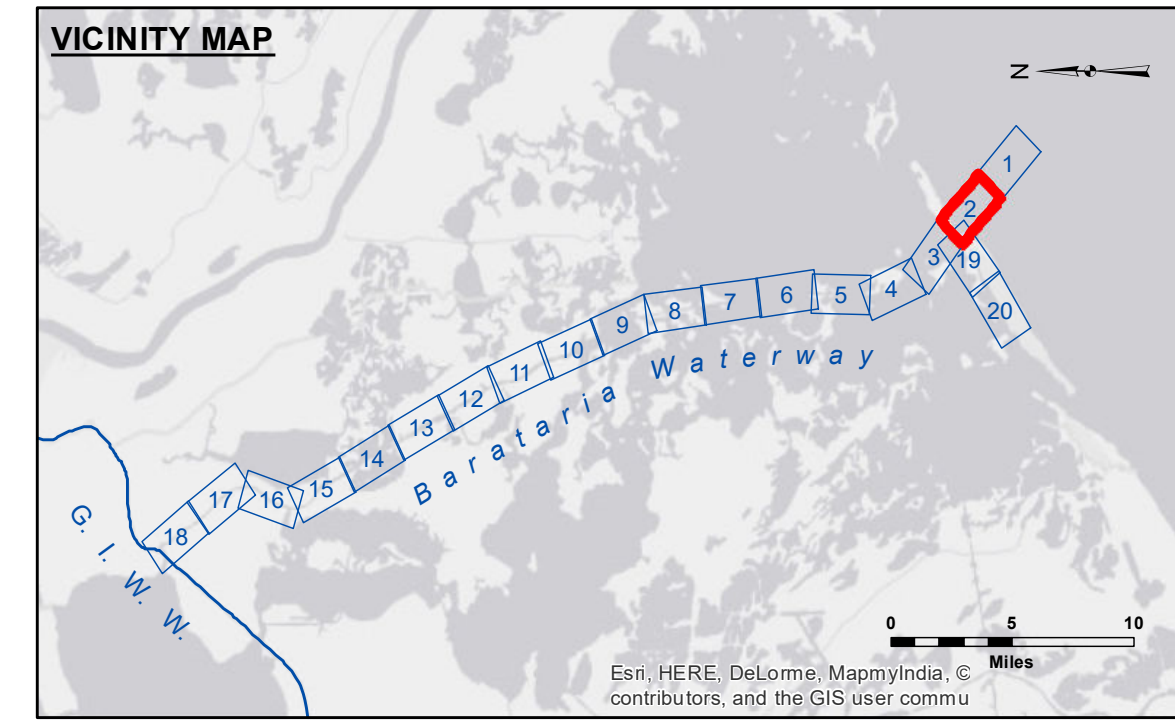 VICINITY MAP
N
1
2
3
19
4
20
5
6
7
8
9
10
11
12
13
14
15
16
17
18
Barataria Waterway
G. I. W. W.
0 5 10
Miles
Esri, HERE, DeLorme, MapmyIndia, ©
contributors, and the GIS user commu